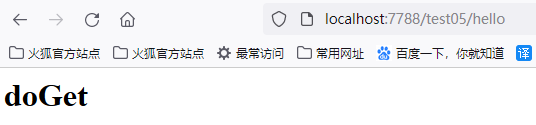 localhost:7788/test05/hello
火狐官方站点 火狐官方站点 最常访问 常用网址 百度一下，你就知道 译
doGet